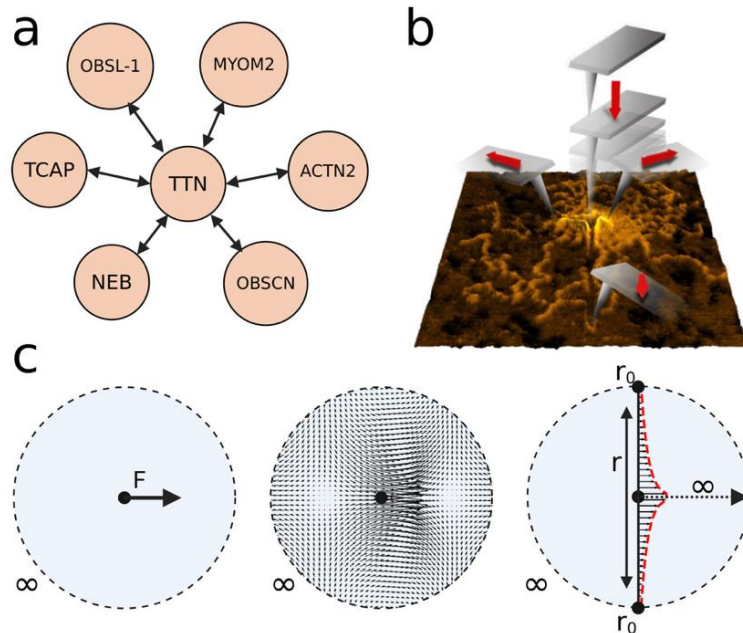 a
OBSL-1
MYOM2
TCAP
TTN
ACTN2
NEB
OBSCN
b
c
F
∞
∞
r₀
r
∞
r₀
∞